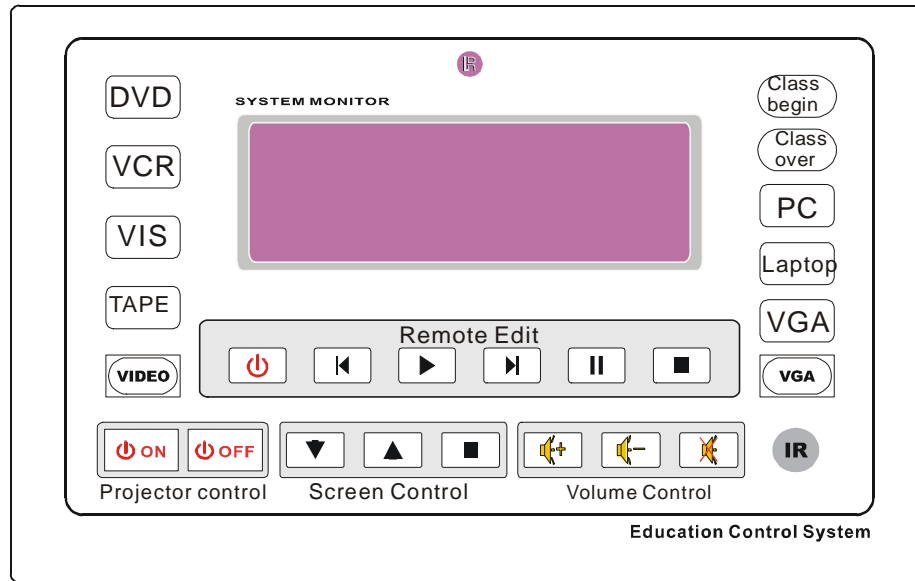 IR
DVD
SYSTEM MONITOR
Class
begin
VCR
Class
over
VIS
PC
TAPE
Laptop
VGA
Remote Edit
VIDEO
VGA
ON
OFF
IR
Projector control
Screen Control
Volume Control
Education Control System